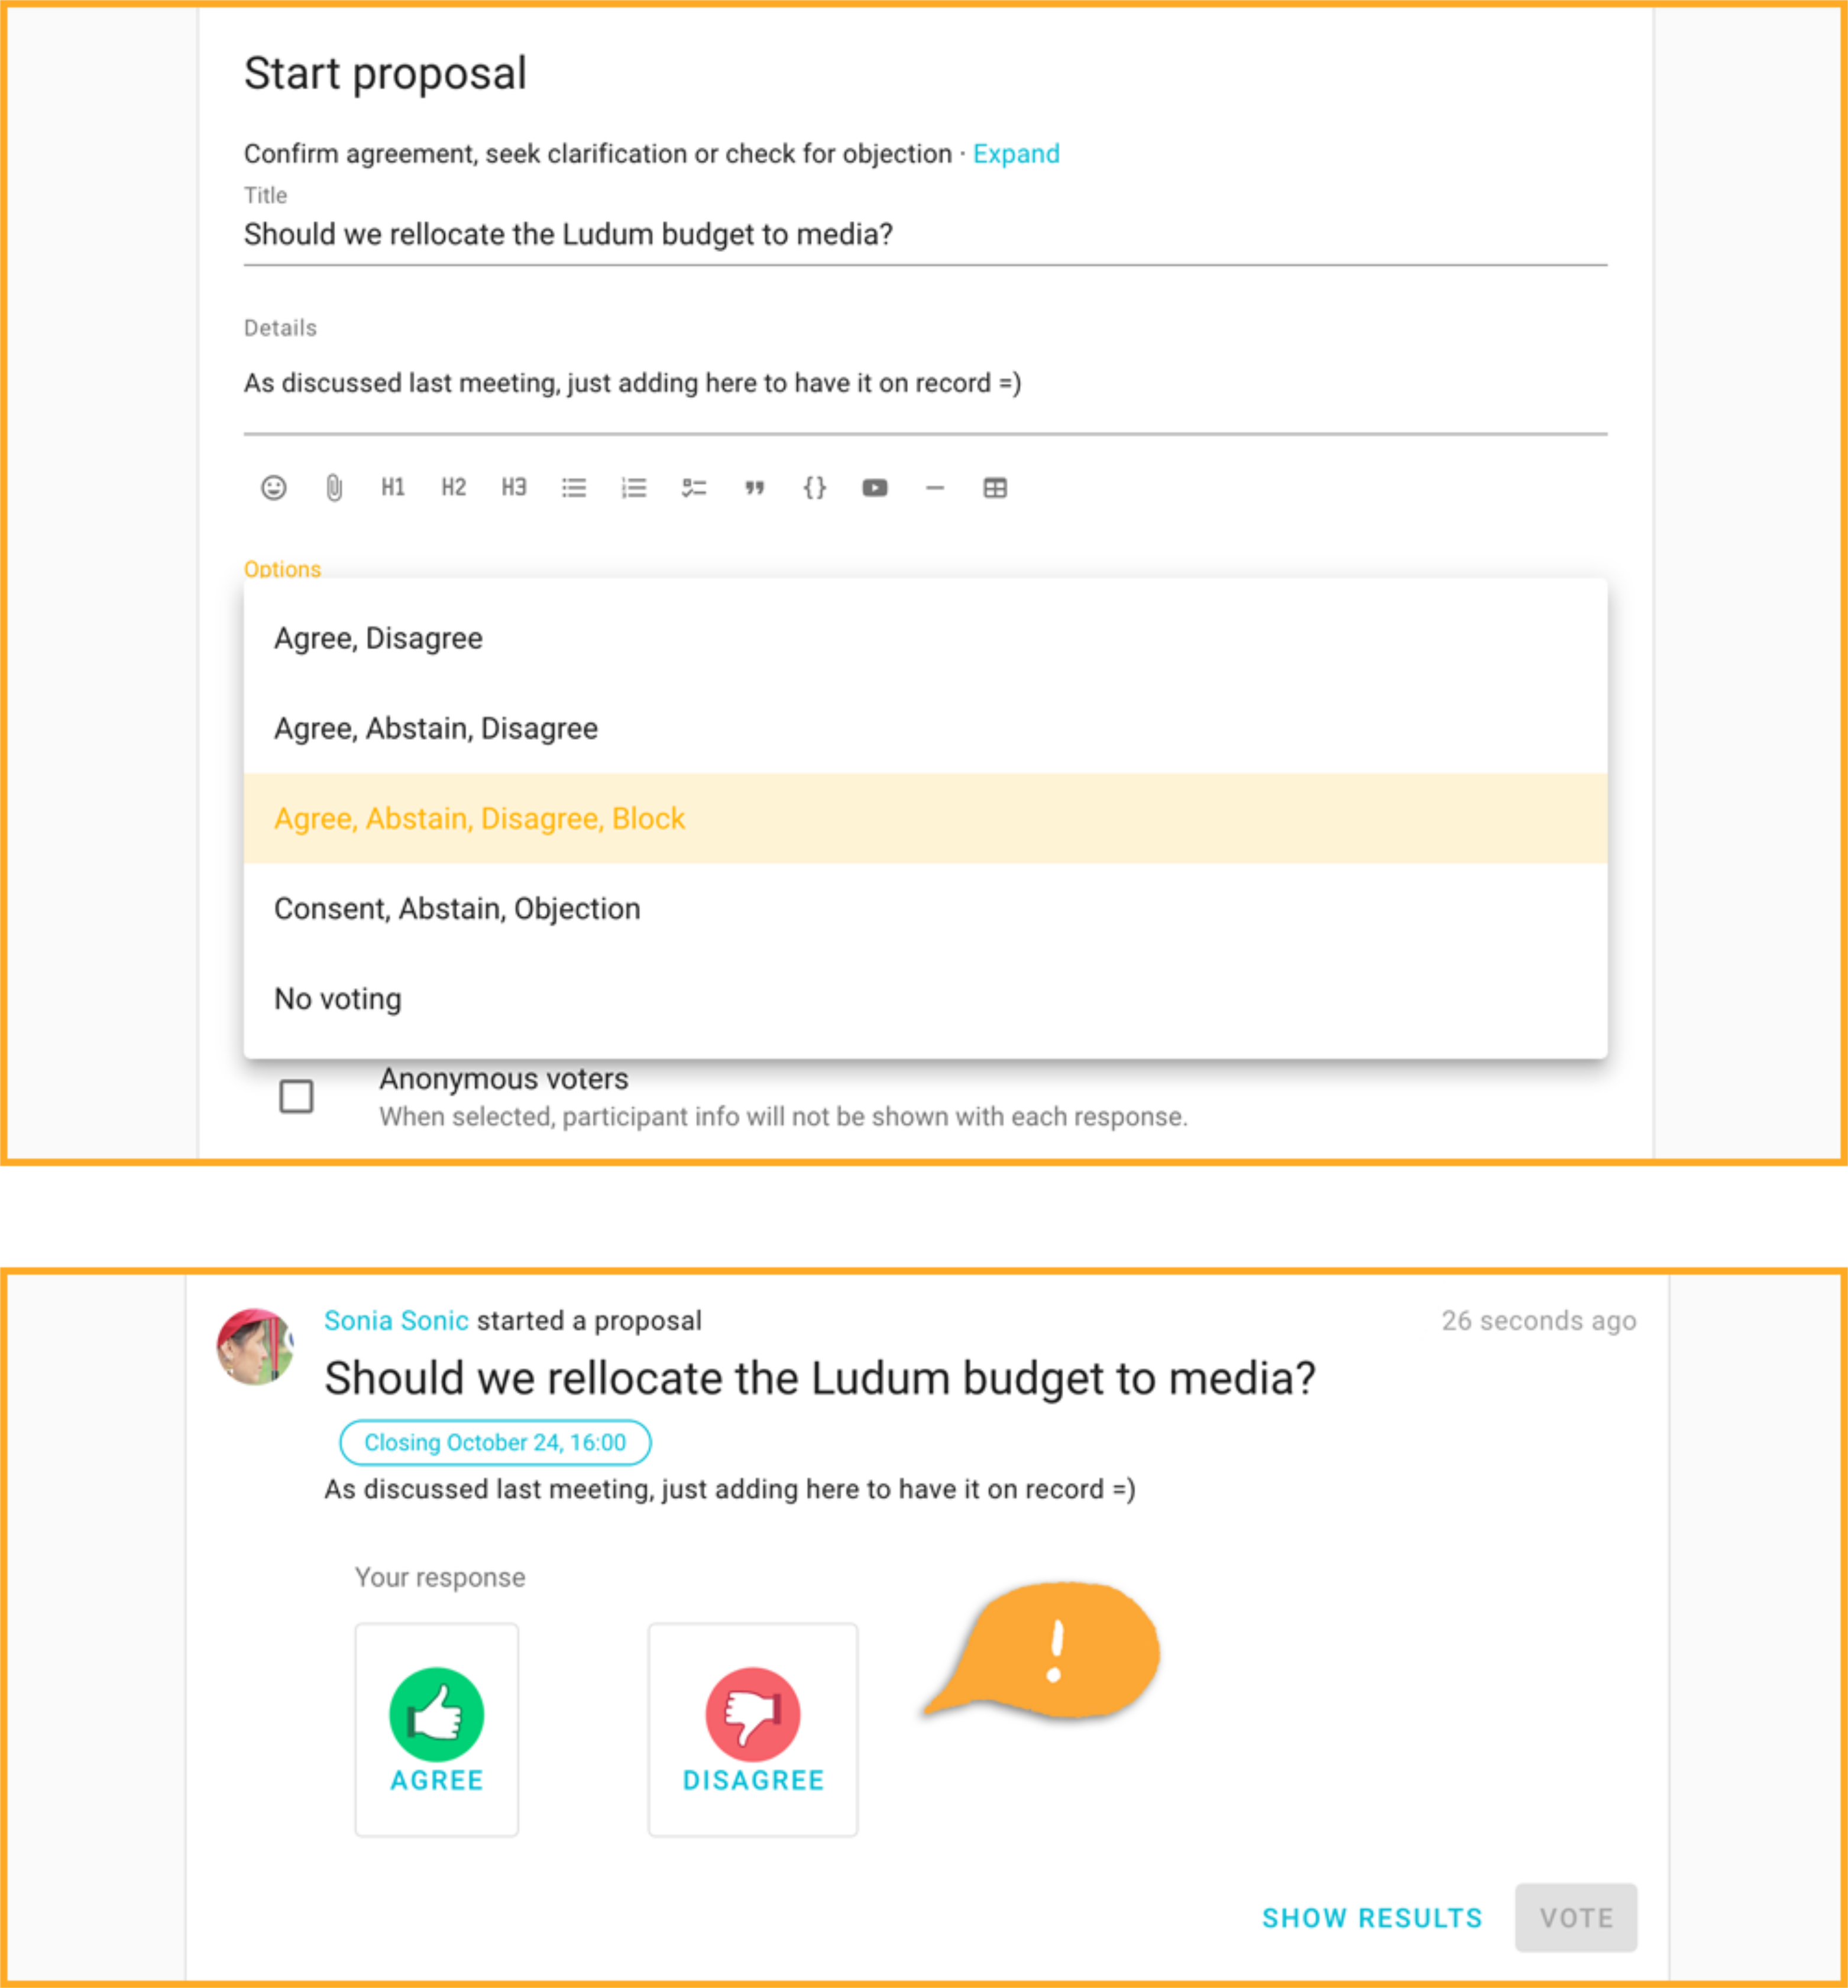 Start proposal
Confirm agreement, seek clarification or check for objection · Expand
Title
Should we rellocate the Ludum budget to media?
Details
As discussed last meeting, just adding here to have it on record =)
H1 H2 H3 {}
Options
Agree, Disagree
Agree, Abstain, Disagree
Agree, Abstain, Disagree, Block
Consent, Abstain, Objection
No voting
Anonymous voters
When selected, participant info will not be shown with each response.
Sonia Sonic started a proposal 26 seconds ago
Should we rellocate the Ludum budget to media?
Closing October 24, 16:00
As discussed last meeting, just adding here to have it on record =)
Your response
!
AGREE DISAGREE
SHOW RESULTS VOTE